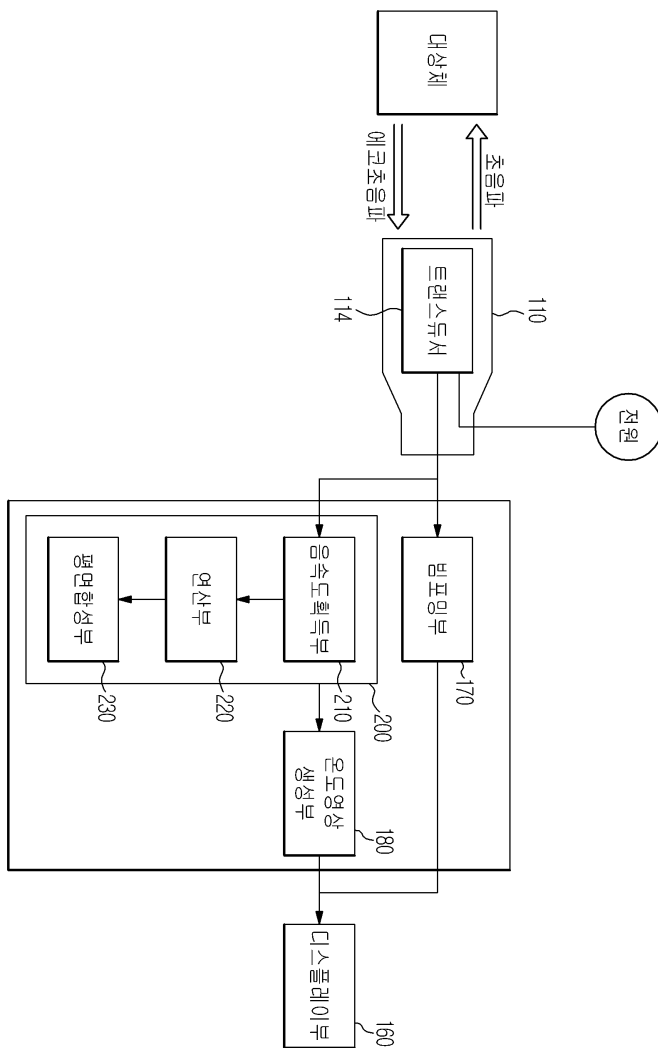 대상체
초음파
에코초음파
110
트랜스듀서
114
전원
빔포밍부
170
음속도획득부
210
연산부
220
평면합성부
230
200
온도영상
생성부
180
디스플레이부
160